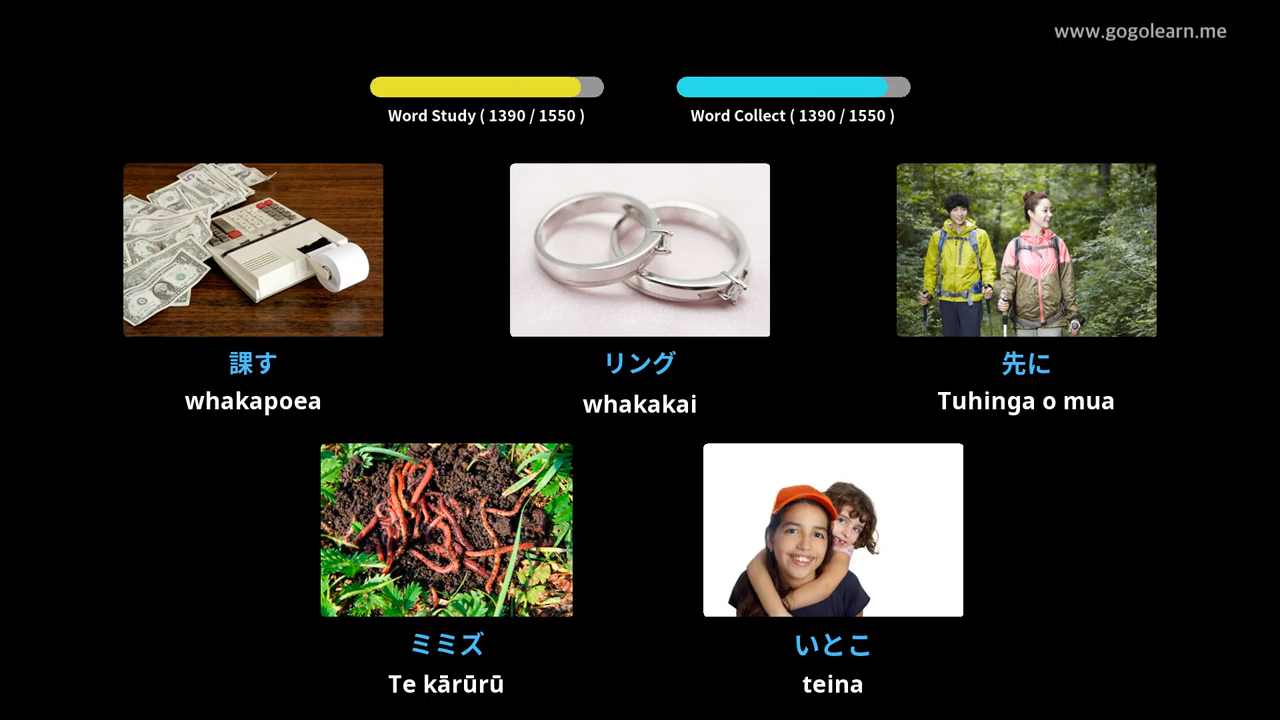 www.gogolearn.me
Word Study ( 1390 / 1550 )
Word Collect ( 1390 / 1550 )
課す
whakapoea
リング
whakakai
先に
Tuhinga o mua
ミミズ
Te kārūrū
いとこ
teina